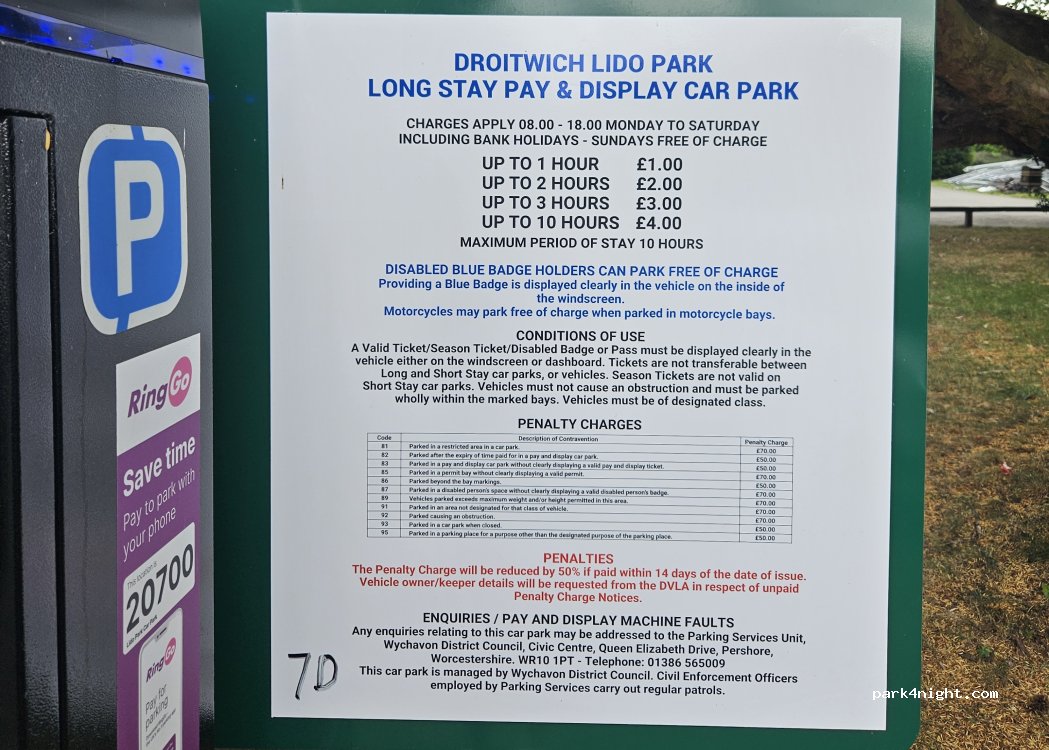 DROITWICH LIDO PARK
LONG STAY PAY & DISPLAY CAR PARK
CHARGES APPLY 08.00 - 18.00 MONDAY TO SATURDAY
INCLUDING BANK HOLIDAYS - SUNDAYS FREE OF CHARGE
UP TO 1 HOUR £1.00
UP TO 2 HOURS £2.00
UP TO 3 HOURS £3.00
UP TO 10 HOURS £4.00
MAXIMUM PERIOD OF STAY 10 HOURS
DISABLED BLUE BADGE HOLDERS CAN PARK FREE OF CHARGE
Providing a Blue Badge is displayed clearly in the vehicle on the inside of
the windscreen.
Motorcycles may park free of charge when parked in motorcycle bays.
CONDITIONS OF USE
A Valid Ticket/Season Ticket/Disabled Badge or Pass must be displayed clearly in the
vehicle either on the windscreen or dashboard. Tickets are not transferable between
Long and Short Stay car parks, or vehicles. Season Tickets are not valid on
Short Stay car parks. Vehicles must not cause an obstruction and must be parked
wholly within the marked bays. Vehicles must be of designated class.
PENALTY CHARGES
Code Description of Contravention Penalty Charge
81 Parked in a restricted area in a car park. £70.00
82 Parked after the expiry of time paid for in a pay and display car park. £50.00
83 Parked in a pay and display car park without clearly displaying a valid pay and display ticket. £50.00
85 Parked in a permit bay without clearly displaying a valid permit. £70.00
86 Parked beyond the bay markings. £50.00
87 Parked in a disabled person's space without clearly displaying a valid disabled person's badge. £70.00
89 Vehicles parked exceeds maximum weight and/or height permitted in this area. £70.00
91 Parked in an area not designated for that class of vehicle. £70.00
92 Parked causing an obstruction. £70.00
93 Parked in a car park when closed. £50.00
95 Parked in a parking place for a purpose other than the designated purpose of the parking place. £50.00
PENALTIES
The Penalty Charge will be reduced by 50% if paid within 14 days of the date of issue.
Vehicle owner/keeper details will be requested from the DVLA in respect of unpaid
Penalty Charge Notices.
ENQUIRIES / PAY AND DISPLAY MACHINE FAULTS
Any enquiries relating to this car park may be addressed to the Parking Services Unit,
Wychavon District Council, Civic Centre, Queen Elizabeth Drive, Pershore,
Worcestershire. WR10 1PT - Telephone: 01386 565009
This car park is managed by Wychavon District Council. Civil Enforcement Officers
employed by Parking Services carry out regular patrols.
7D
P
RingGo
Save time
Pay to park with
your phone
This location is
20700
Lido Park Car Park
RingGo
Pay for
parking
park4night.com